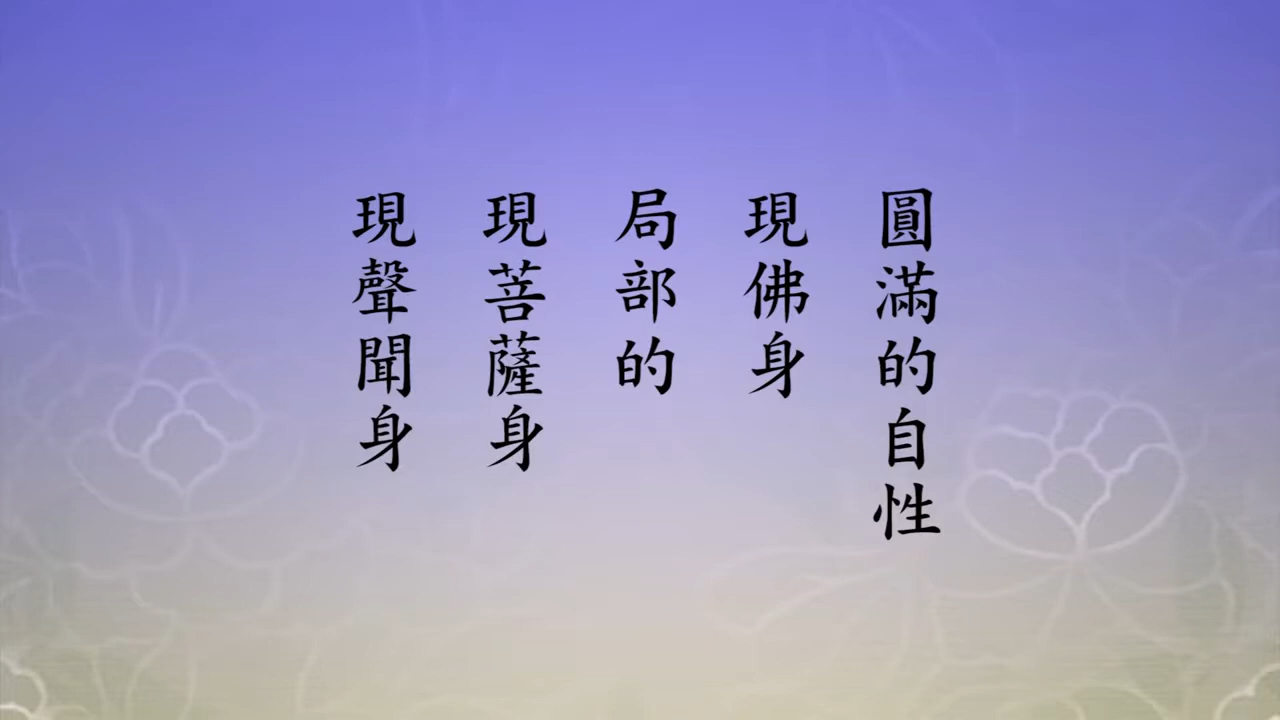 圓滿的自性
現佛身
局部的
現菩薩身
現聲聞身